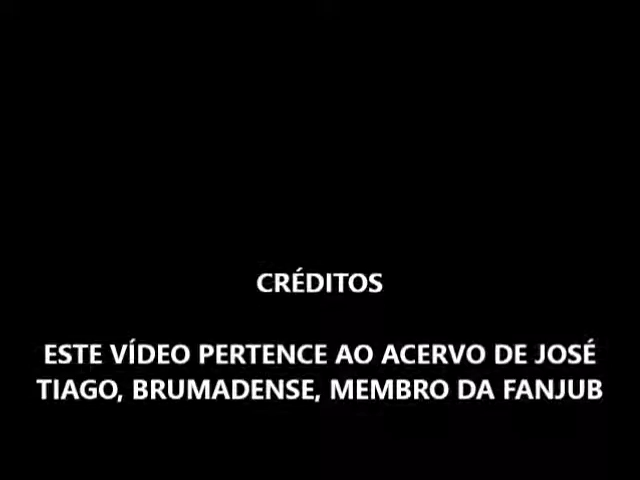 CRÉDITOS
ESTE VÍDEO PERTENCE AO ACERVO DE JOSÉ
TIAGO, BRUMADENSE, MEMBRO DA FANJUB